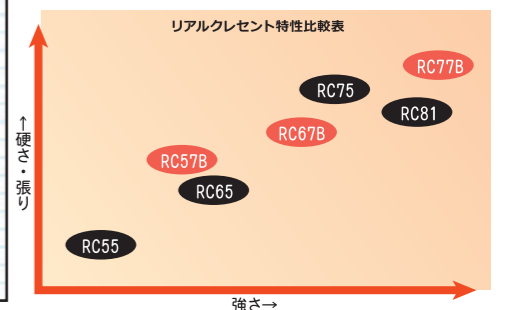 リアルクレセント特性比較表
RC77B
RC75
RC81
RC67B
RC57B
RC65
RC55
←硬さ・張り
強さ→